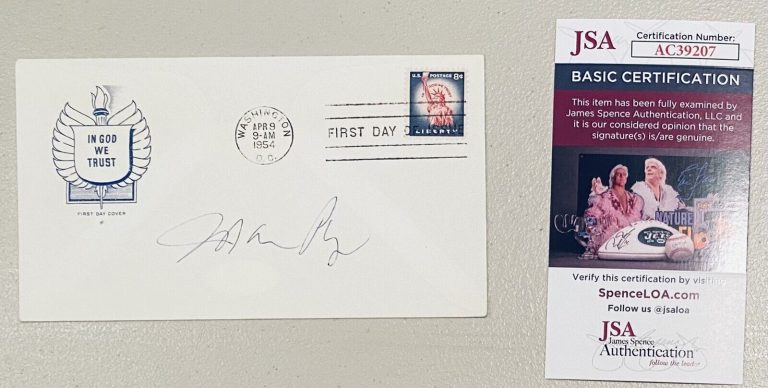 IN GOD
WE
TRUST
FIRST DAY COVER
WASHINGTON
APR 9
9-AM
1954
D.C.
FIRST DAY O
U.S. POSTAGE 8¢
LIBERTY
JSA
Certification Number:
AC39207
BASIC CERTIFICATION
This item has been fully examined by
James Spence Authentication, LLC and
it is our considered opinion that the
signature(s) is/are genuine.
NATURE
Verify this certification by visiting
SpenceLOA.com
Follow us @jsaloa
JSA
James Spence
Authentication
follow the leader